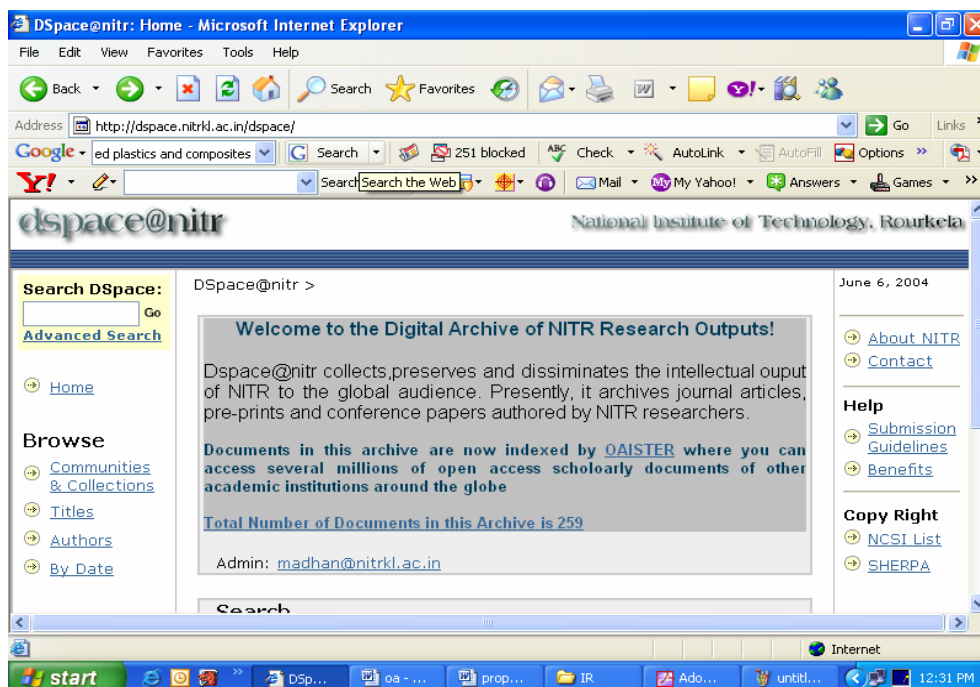 DSpace@nitr: Home - Microsoft Internet Explorer
File Edit View Favorites Tools Help
Back Search Favorites
Address http://dspace.nitrkl.ac.in/dspace/ Go Links
Google ed plastics and composites Search 251 blocked Check AutoLink AutoFill Options
Y! Search the Web Mail My Yahoo! Answers Games
dspace@nitr National Institute of Technology, Rourkela
Search DSpace:
Go
Advanced Search
Home
Browse
Communities
& Collections
Titles
Authors
By Date
DSpace@nitr >
Welcome to the Digital Archive of NITR Research Outputs!
Dspace@nitr collects,preserves and dissiminates the intellectual ouput
of NITR to the global audience. Presently, it archives journal articles,
pre-prints and conference papers authored by NITR researchers.
Documents in this archive are now indexed by OAISTER where you can
access several millions of open access scholoarly documents of other
academic institutions around the globe
Total Number of Documents in this Archive is 259
Admin: madhan@nitrkl.ac.in
Search
June 6, 2004
About NITR
Contact
Help
Submission
Guidelines
Benefits
Copy Right
NCSI List
SHERPA
Internet
start DSp... oa - ... prop... IR Ado... untitl... 12:31 PM